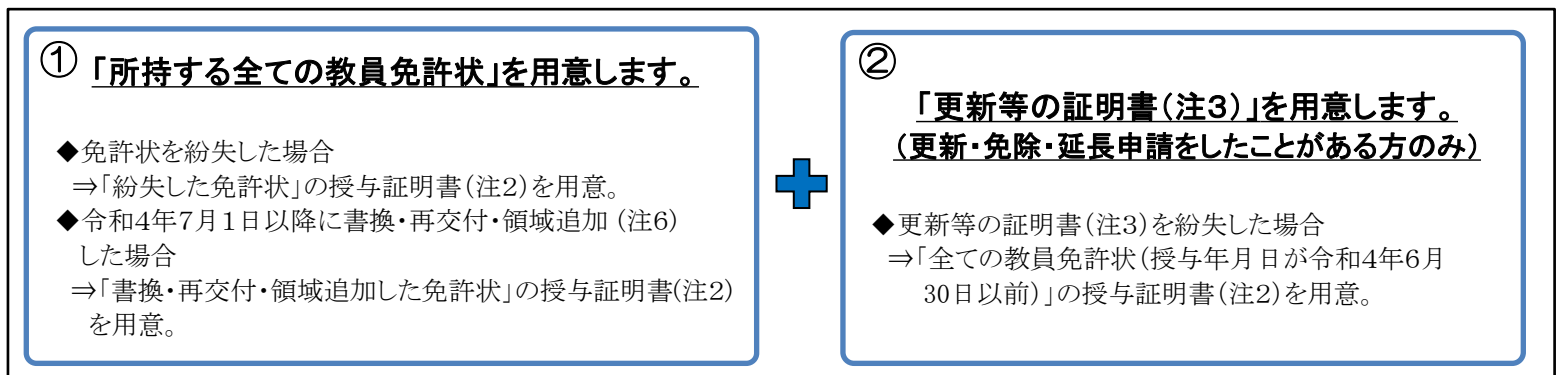 ①「所持する全ての教員免許状」を用意します。
◆免許状を紛失した場合
⇒「紛失した免許状」の授与証明書(注2)を用意。
◆令和4年7月1日以降に書換・再交付・領域追加 (注6)
した場合
⇒「書換・再交付・領域追加した免許状」の授与証明書(注2)
を用意。
②
「更新等の証明書(注3)」を用意します。
(更新・免除・延長申請をしたことがある方のみ)
◆更新等の証明書(注3)を紛失した場合
⇒「全ての教員免許状(授与年月日が令和4年6月
30日以前)」の授与証明書(注2)を用意。